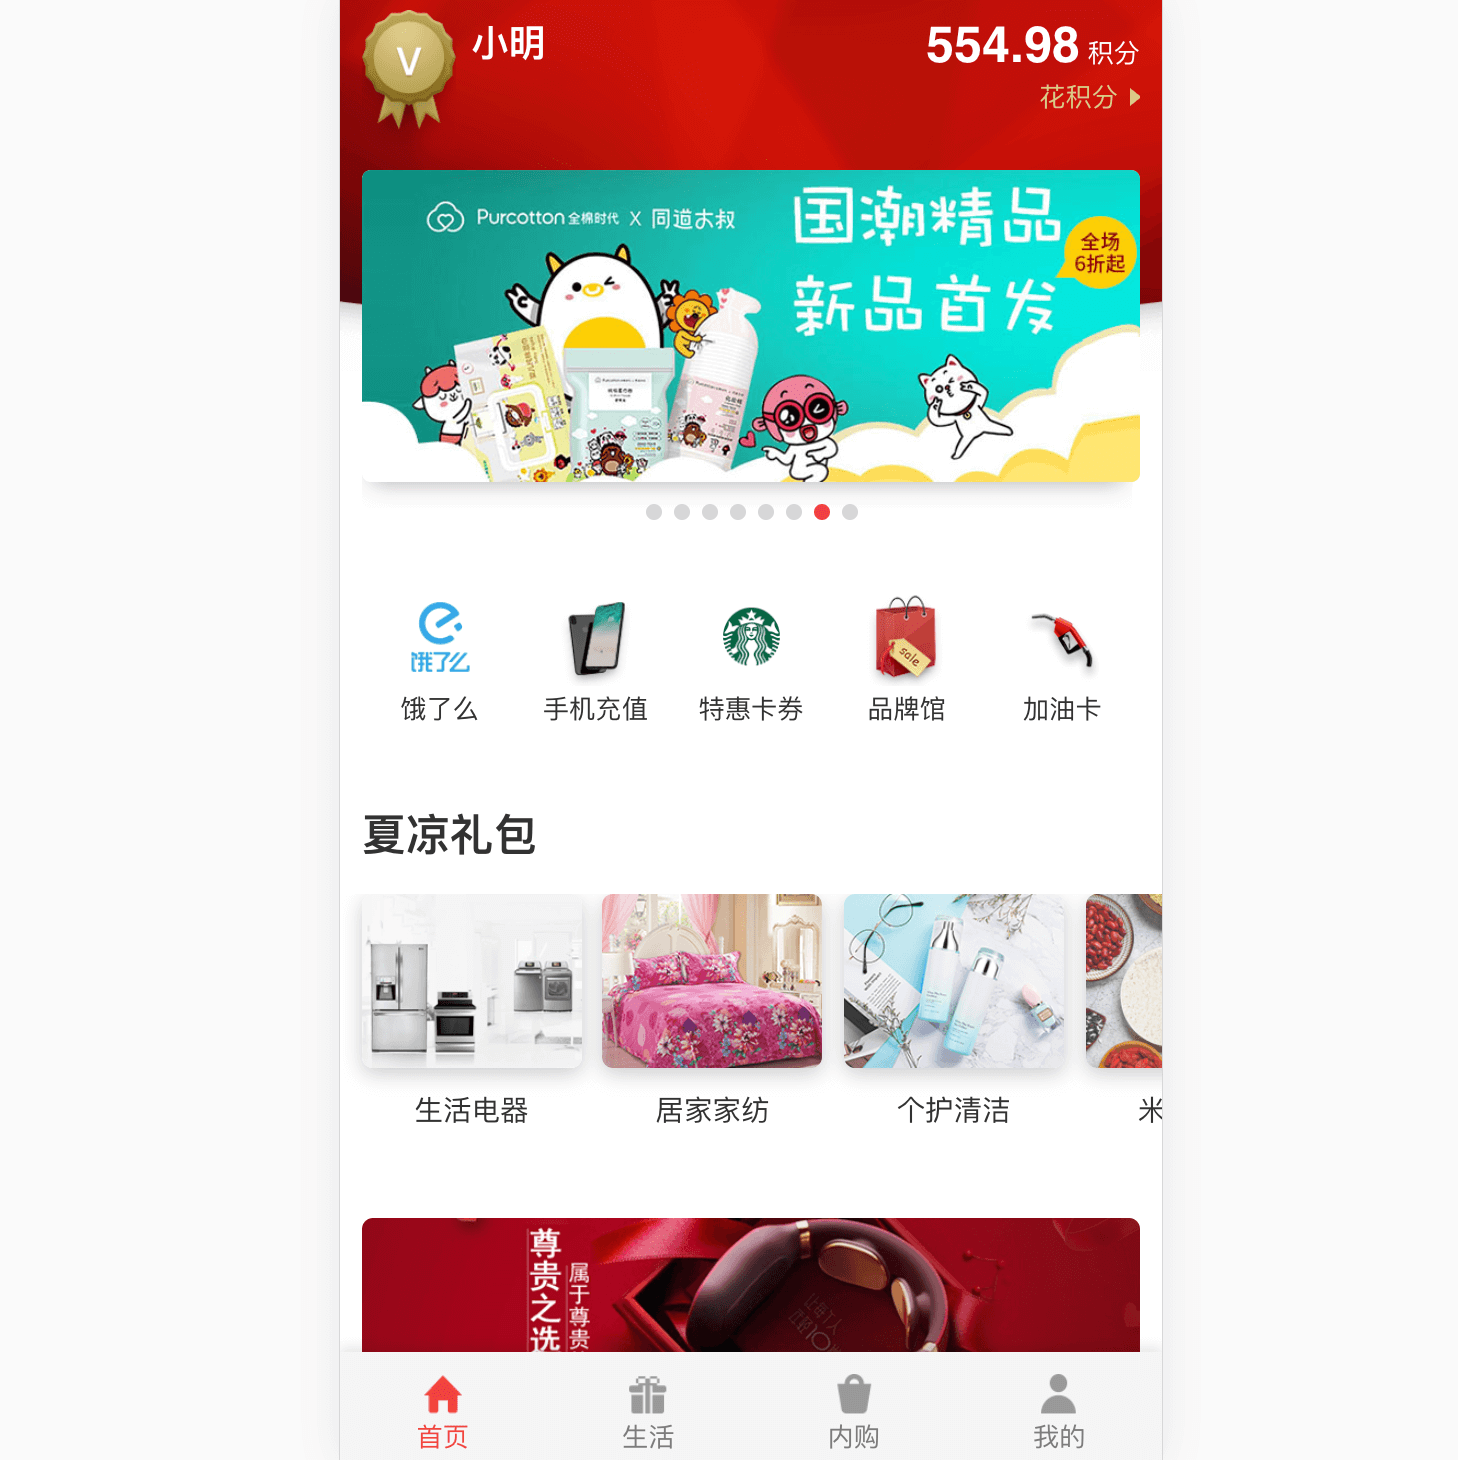 V
小明
554.98 积分
花积分
Purcotton 全棉时代 X 同道大叔
国潮精品
新品首发
全场
6折起
饿了么
饿了么
手机充值
特惠卡券
sale
品牌馆
加油卡
夏凉礼包
生活电器
居家家纺
个护清洁
米
尊贵之选
属于尊贵
首页
生活
内购
我的